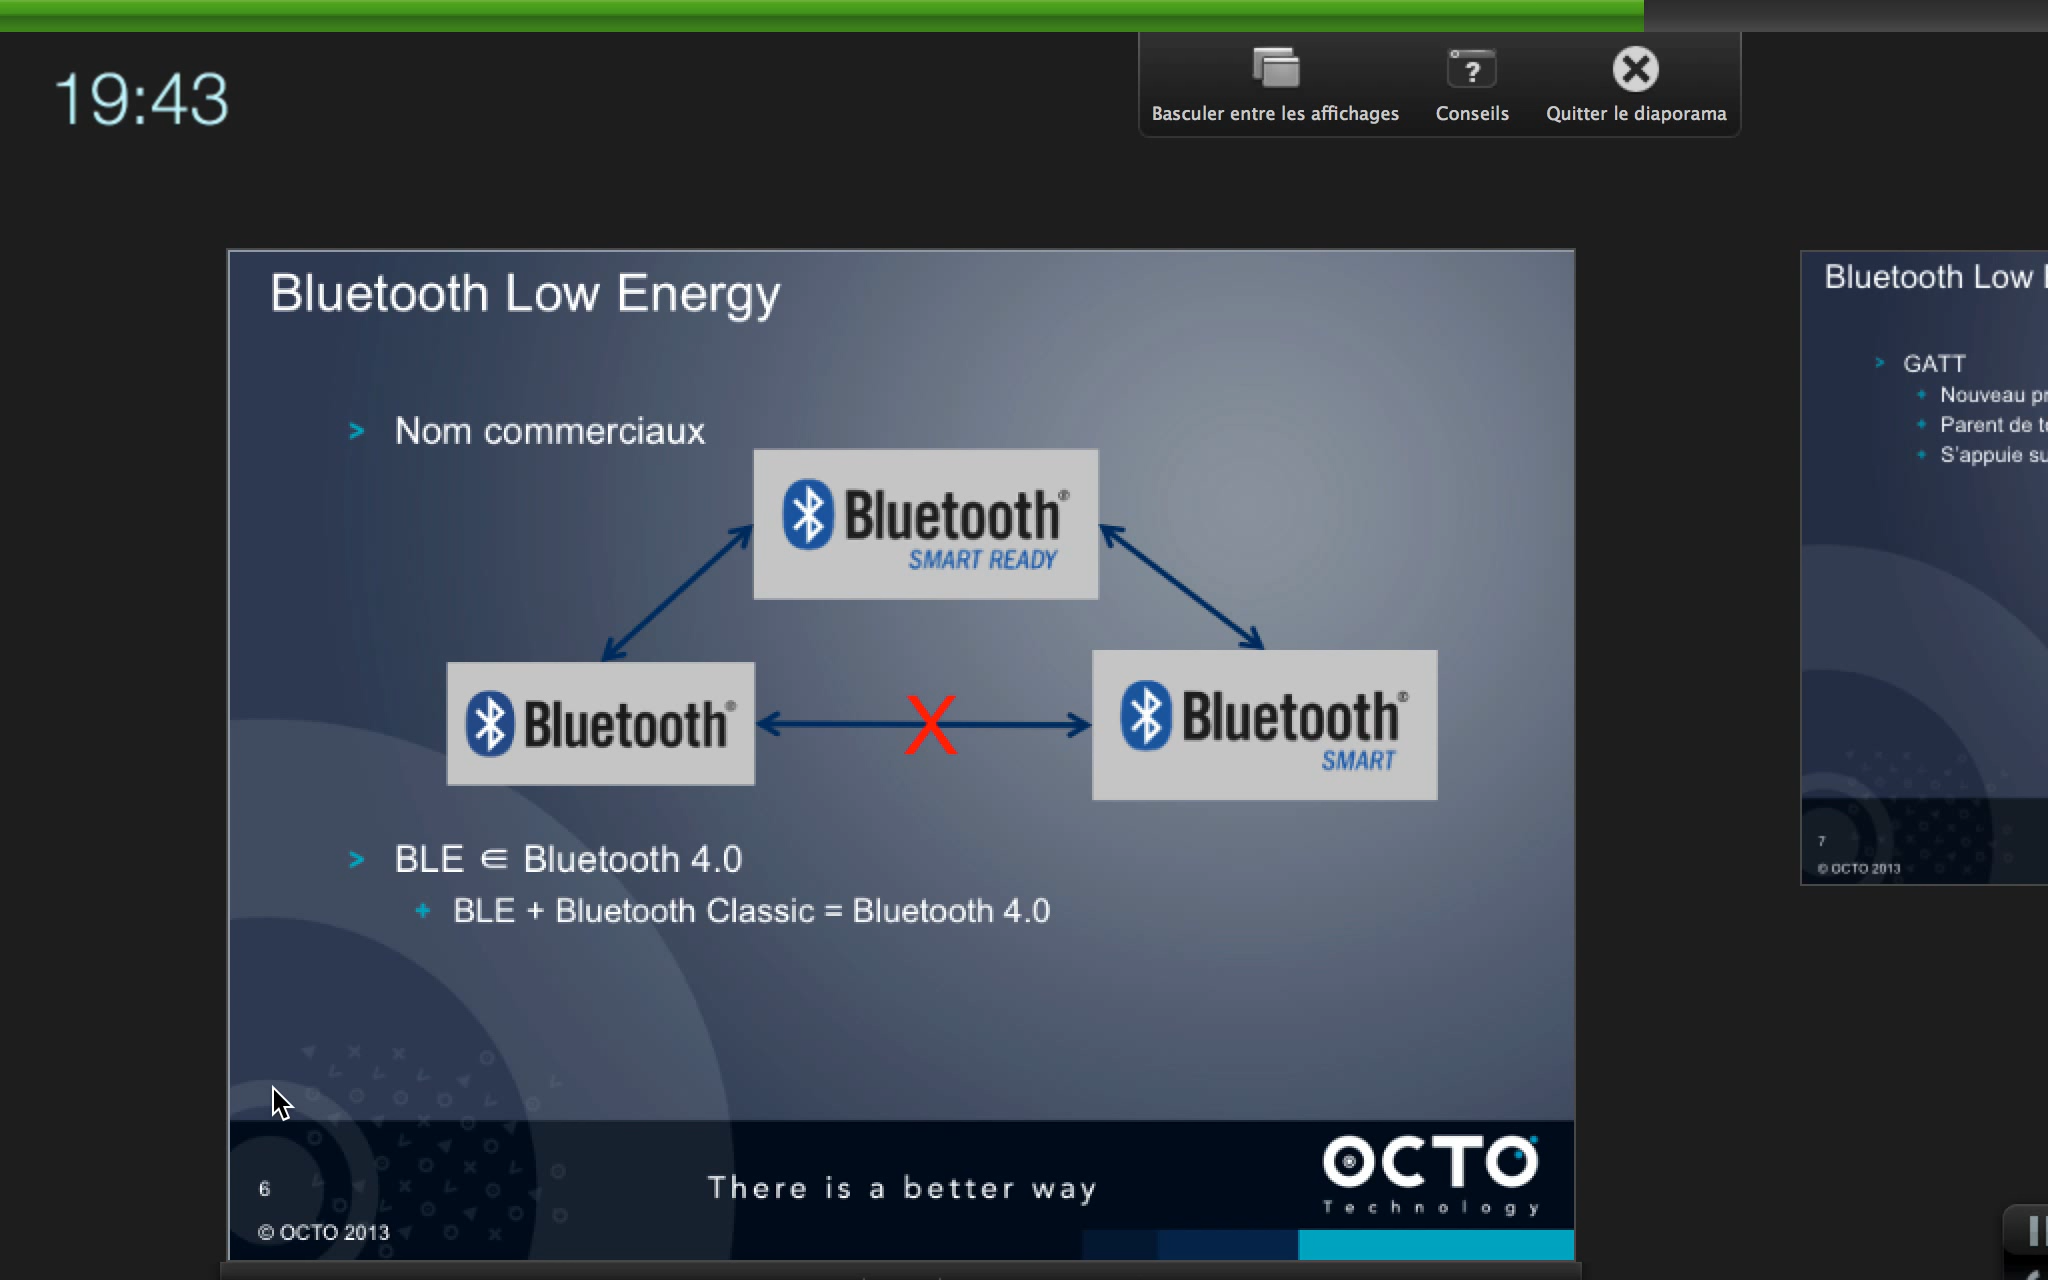 19:43
Basculer entre les affichages
Conseils
Quitter le diaporama
Bluetooth Low Energy
> Nom commerciaux
Bluetooth®
SMART READY
Bluetooth®
X
Bluetooth®
SMART
> BLE ∈ Bluetooth 4.0
+ BLE + Bluetooth Classic = Bluetooth 4.0
6
© OCTO 2013
There is a better way
OCTO
Technology
Bluetooth Low
> GATT
+ Nouveau
+ Parent de
+ S'appuie
7
© OCTO 2013